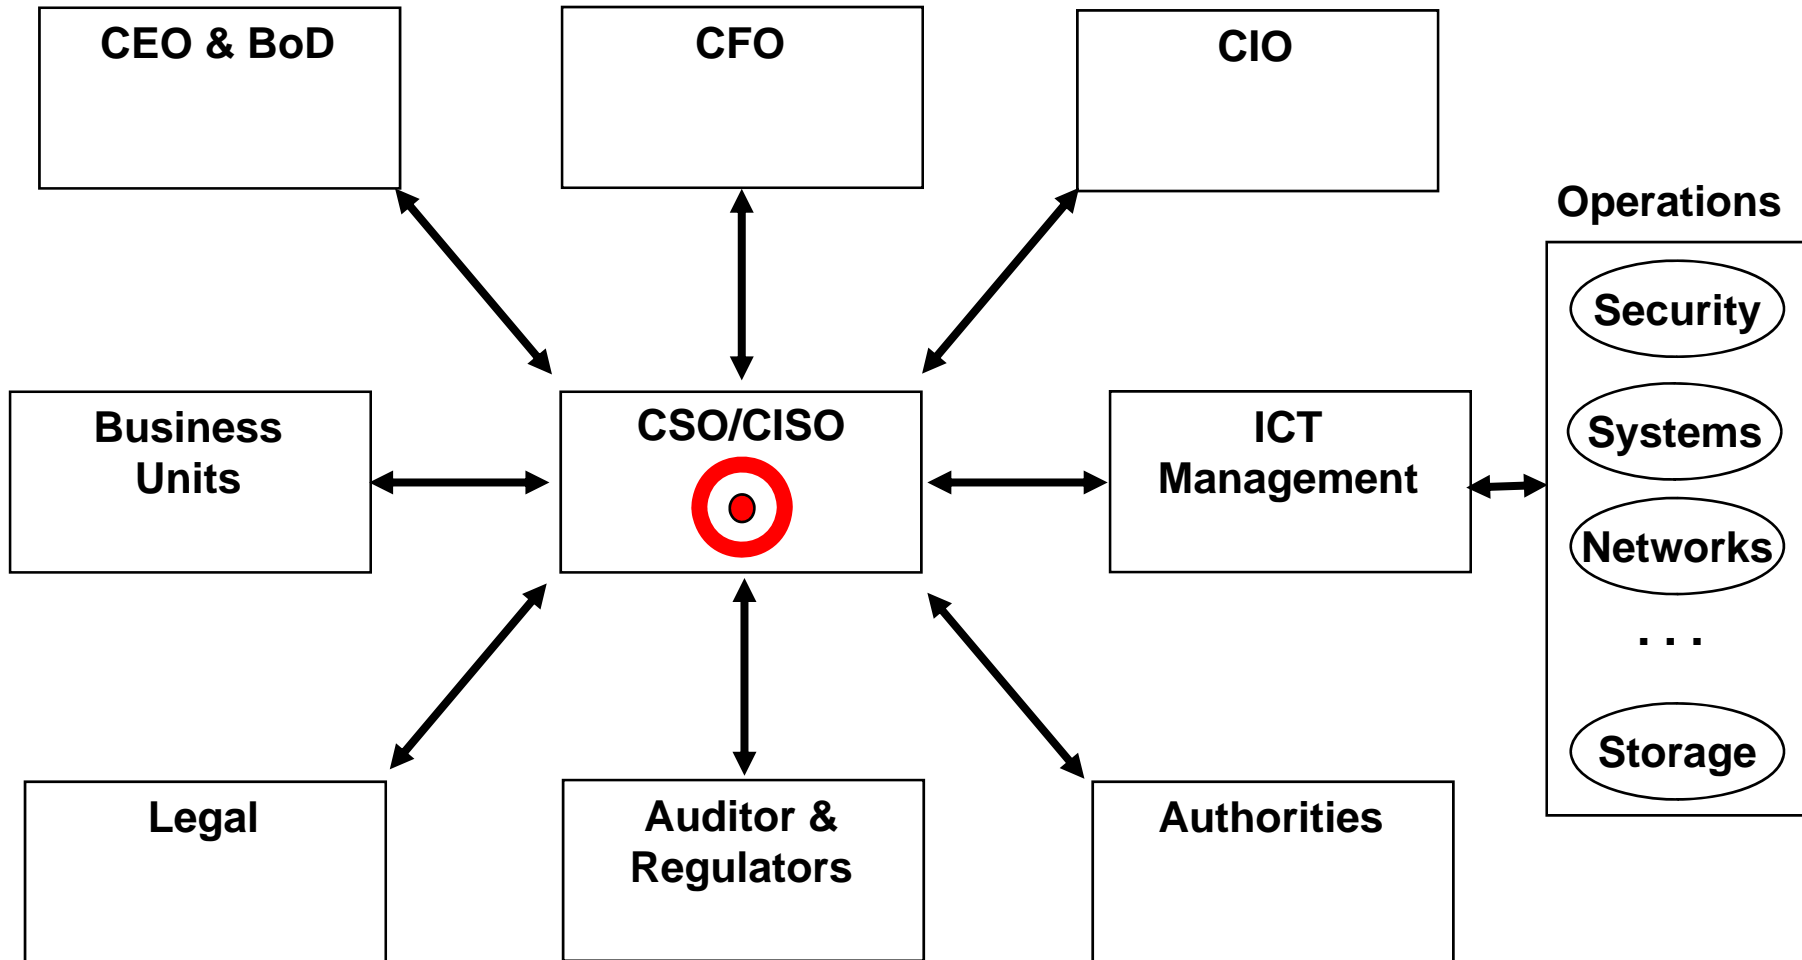 CEO & BoD
CFO
CIO
Operations
Security
Business
Units
CSO/CISO
ICT
Management
Systems
Networks
. . .
Storage
Legal
Auditor &
Regulators
Authorities